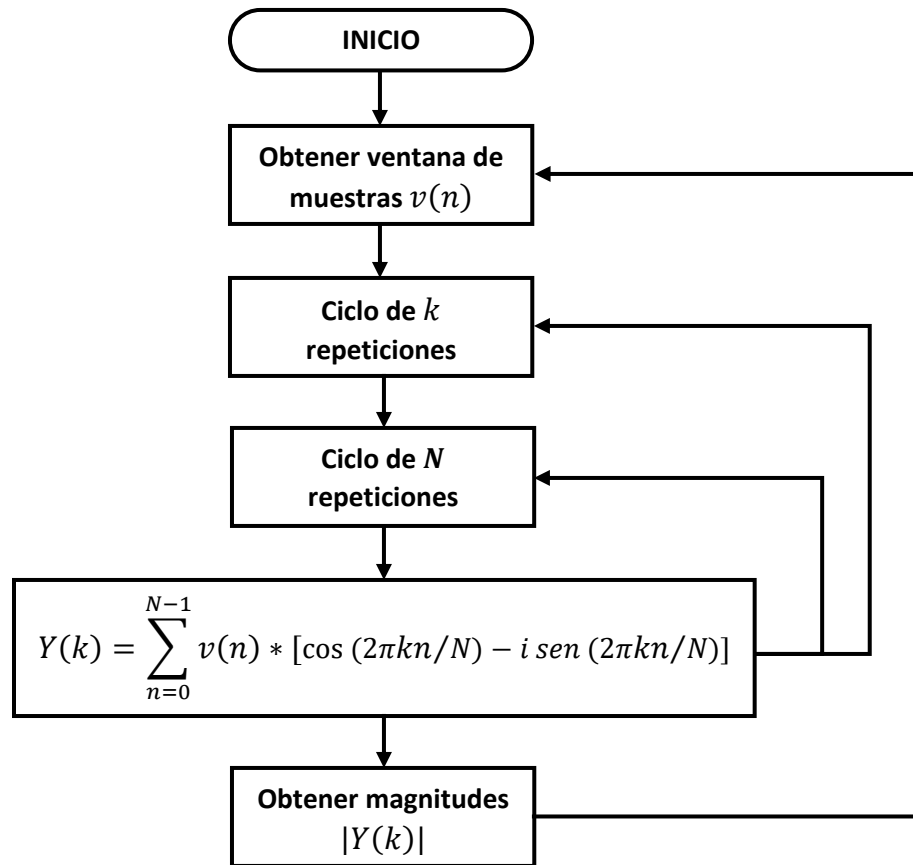 INICIO
Obtener ventana de
muestras v(n)
Ciclo de k
repeticiones
Ciclo de N
repeticiones
N−1
Y(k) = ∑ v(n) ∗ [cos (2πkn/N) − i sen (2πkn/N)]
n=0
Obtener magnitudes
|Y(k)|